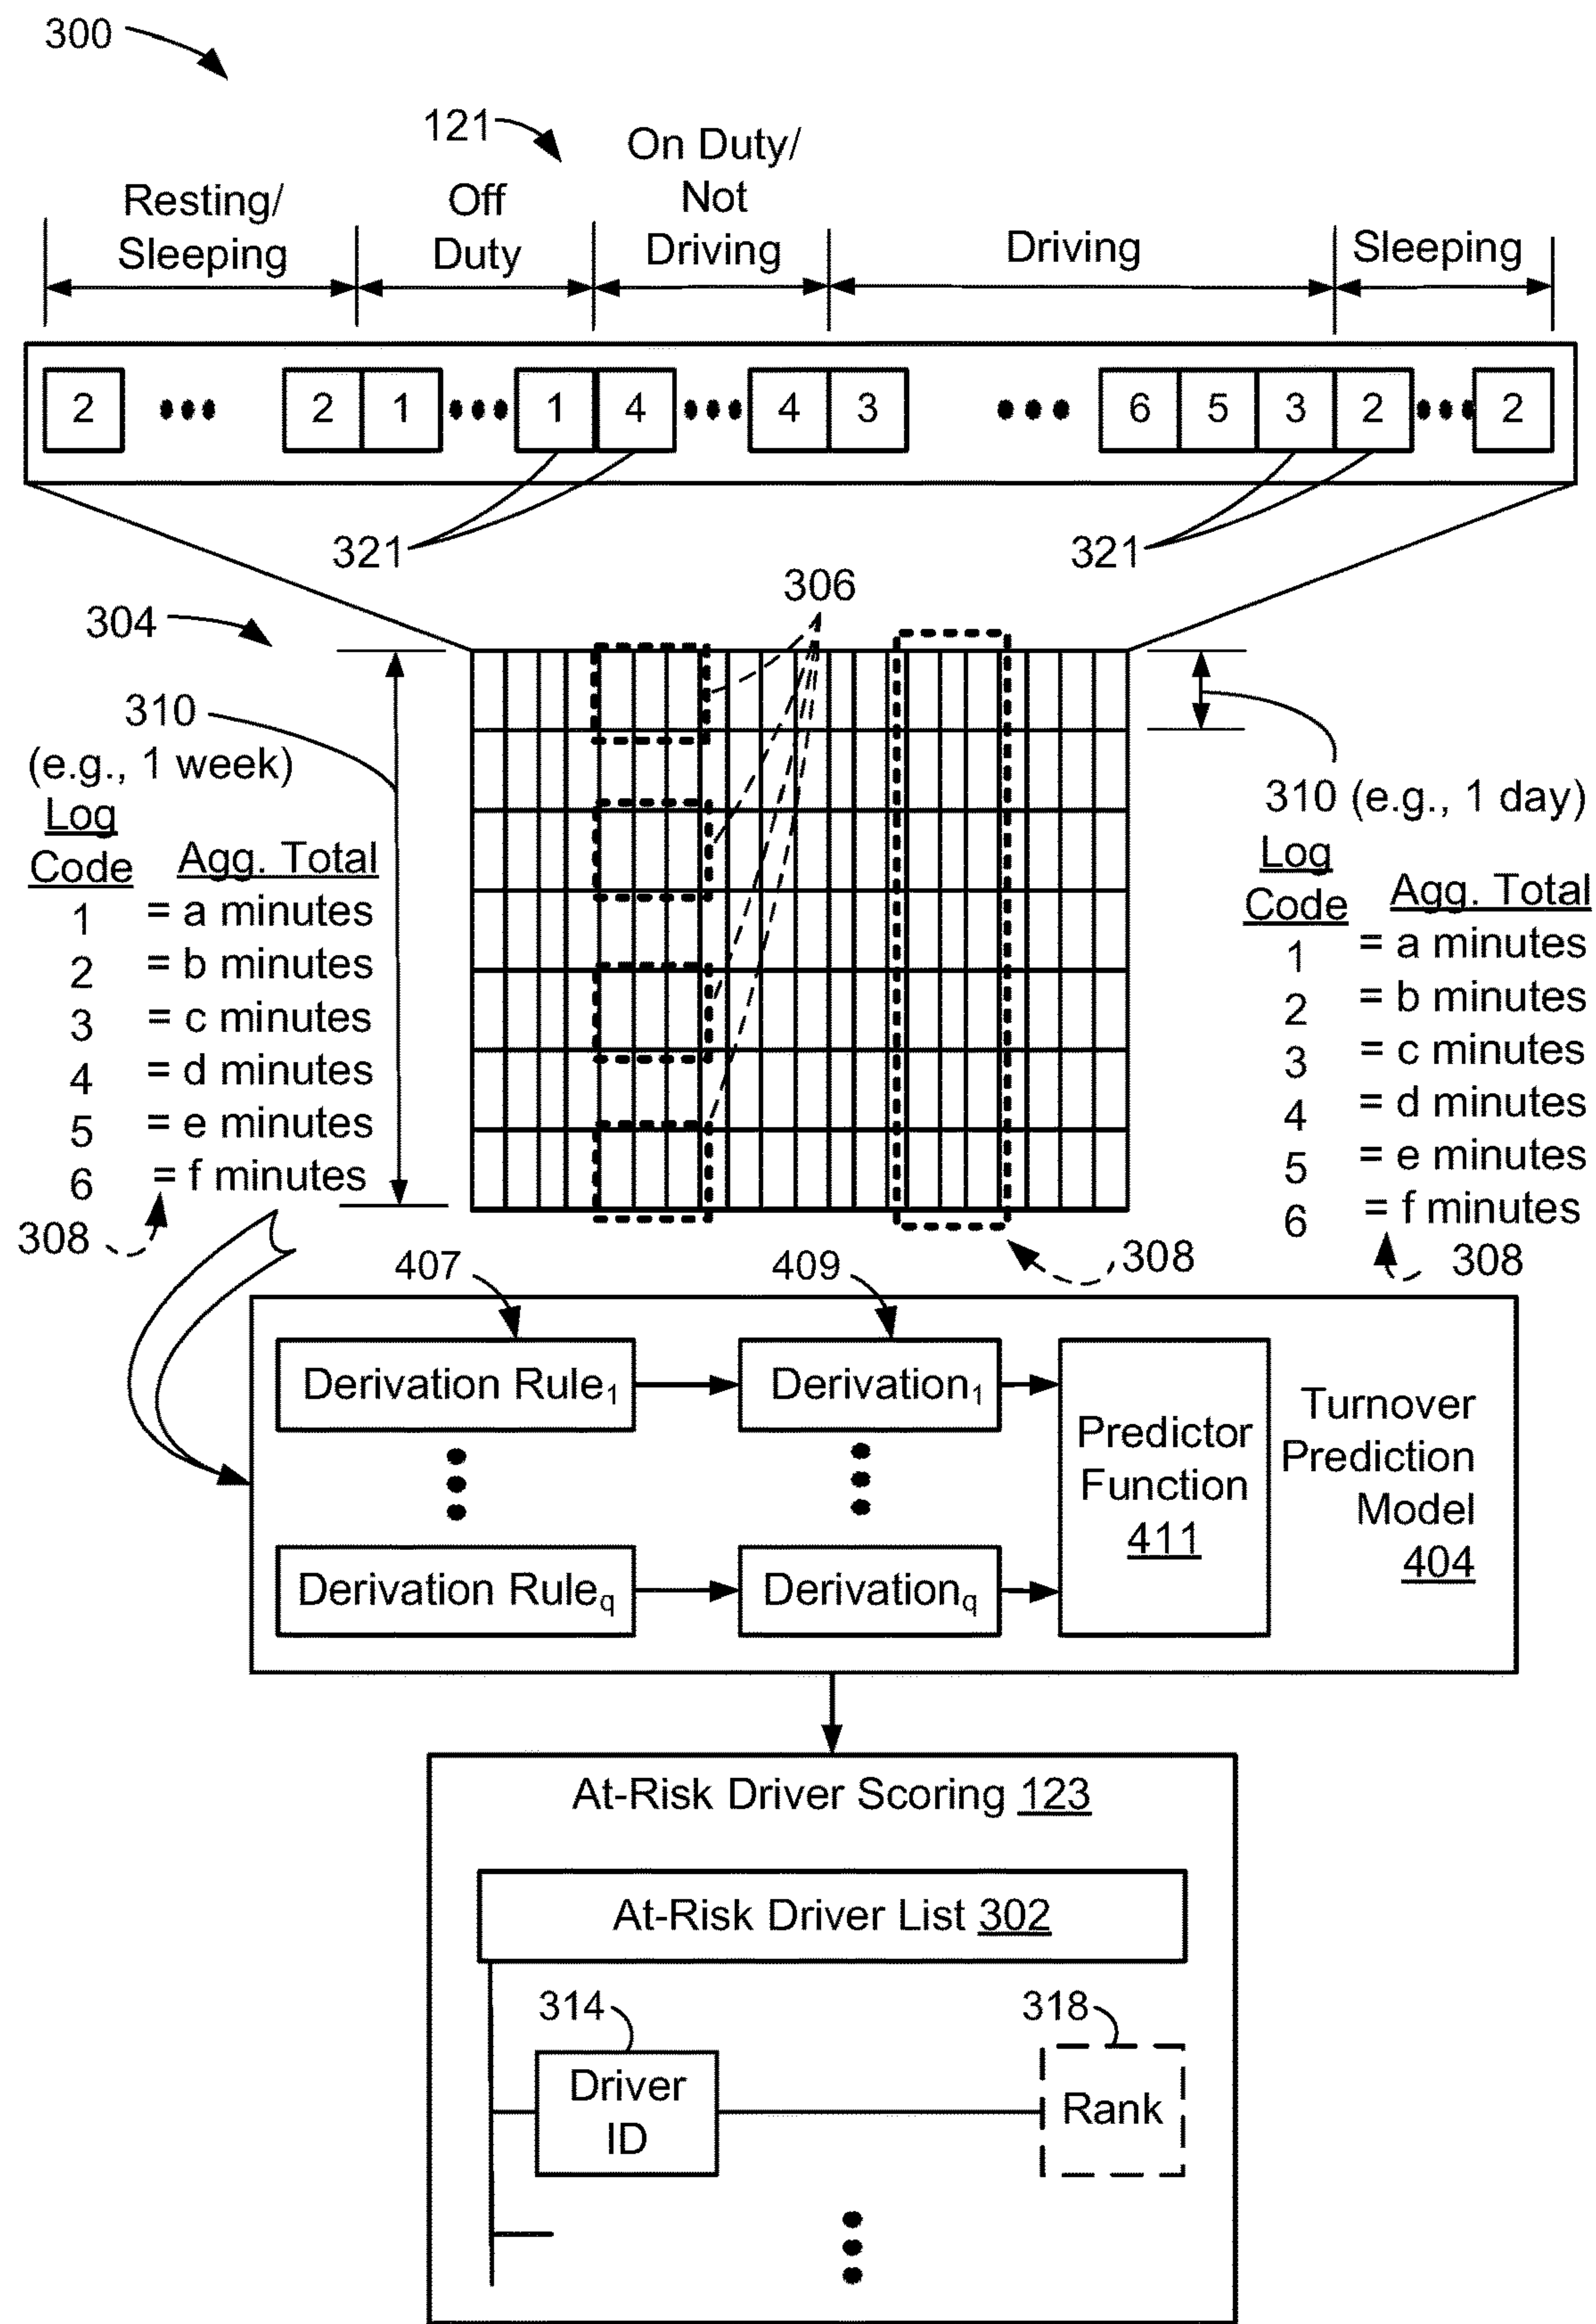 300
121
On Duty/
Not
Driving
Resting/
Sleeping
Off
Duty
Driving
Sleeping
2 ••• 2 1 ••• 1 4 ••• 4 3 ••• 6 5 3 2 ••• 2
321
321
306
304
310
(e.g., 1 week)
Log
Code Agg. Total
1 = a minutes
2 = b minutes
3 = c minutes
4 = d minutes
5 = e minutes
6 = f minutes
308
310 (e.g., 1 day)
Log
Code Agg. Total
1 = a minutes
2 = b minutes
3 = c minutes
4 = d minutes
5 = e minutes
6 = f minutes
308
308
407
409
Derivation Rule₁
Derivation₁
Derivation Rule_q
Derivation_q
Predictor
Function
411
Turnover
Prediction
Model
404
At-Risk Driver Scoring 123
At-Risk Driver List 302
314
318
Driver
ID
Rank